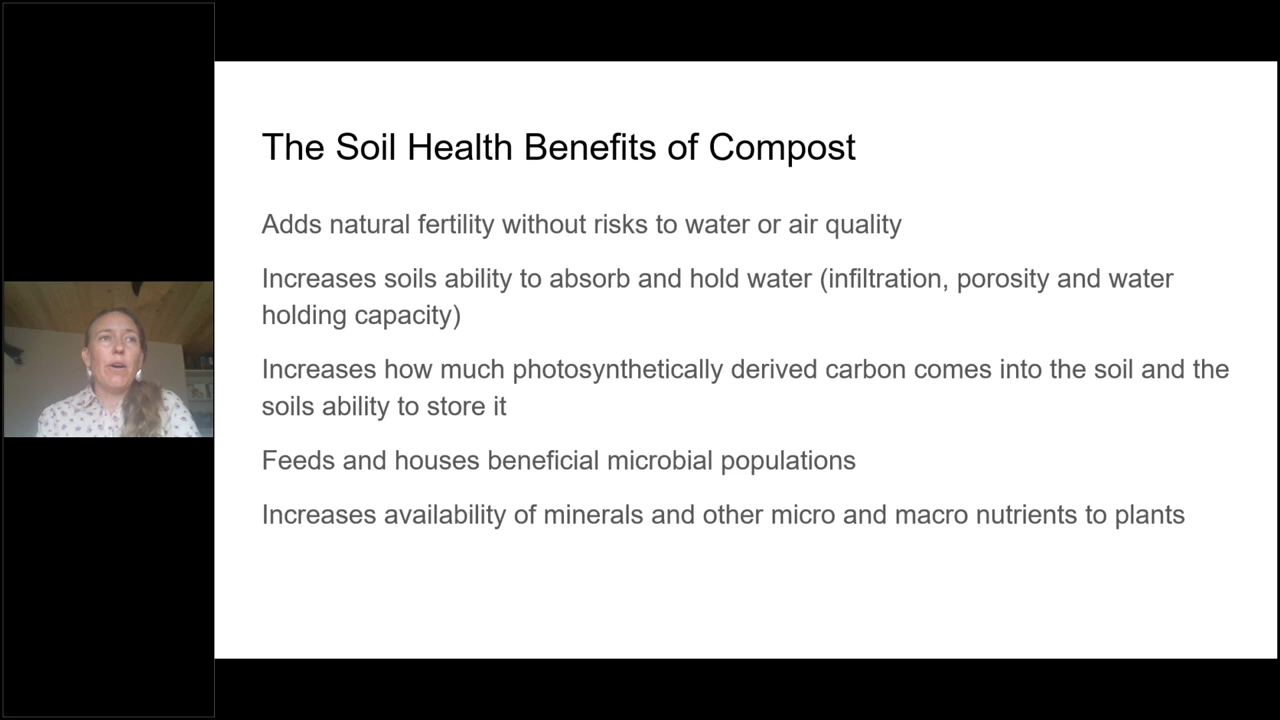 The Soil Health Benefits of Compost
Adds natural fertility without risks to water or air quality
Increases soils ability to absorb and hold water (infiltration, porosity and water
holding capacity)
Increases how much photosynthetically derived carbon comes into the soil and the
soils ability to store it
Feeds and houses beneficial microbial populations
Increases availability of minerals and other micro and macro nutrients to plants